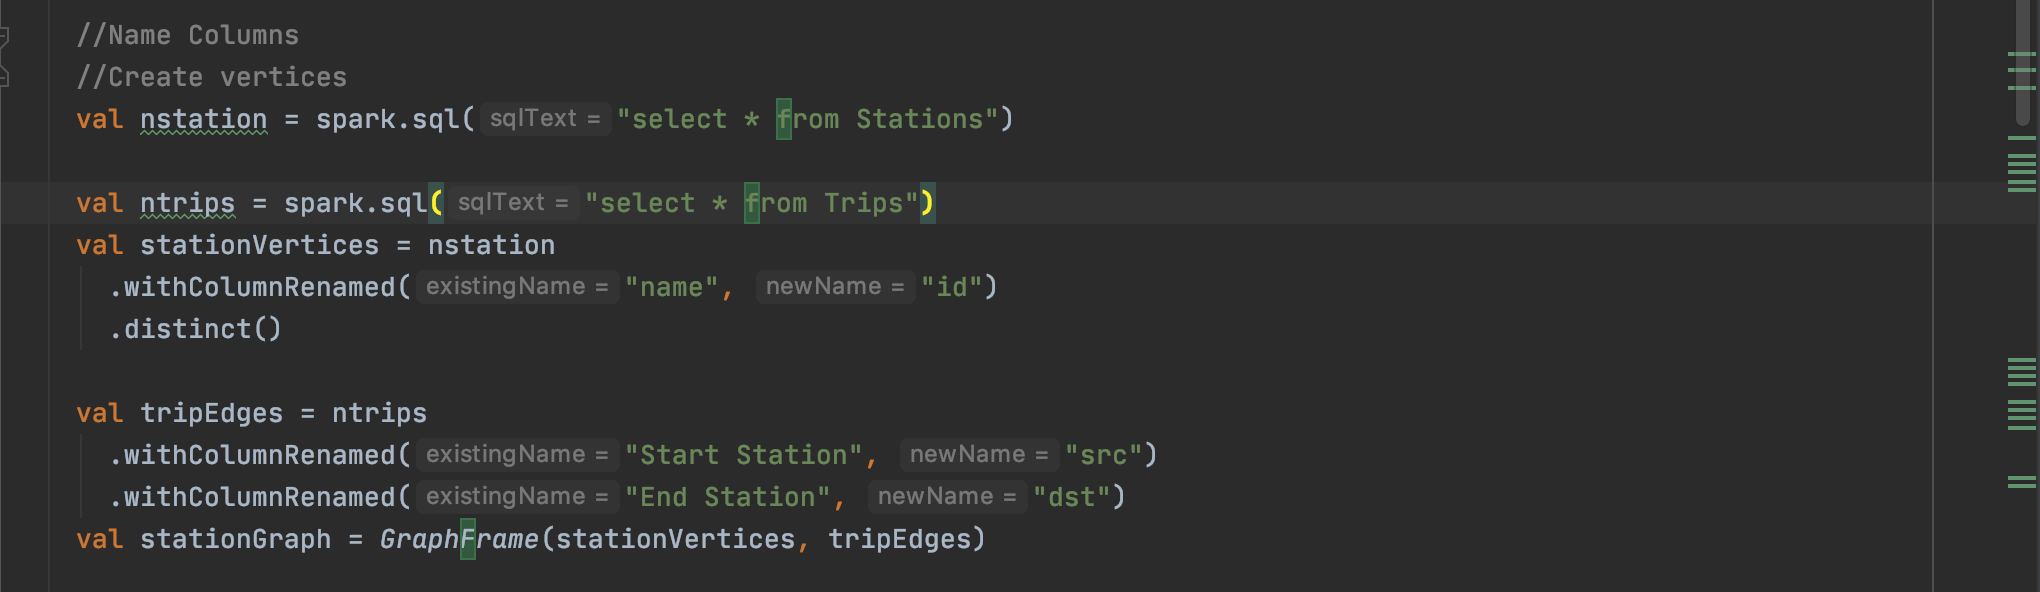 //Name Columns
//Create vertices
val nstation = spark.sql( sqlText = "select * from Stations")
val ntrips = spark.sql( sqlText = "select * from Trips")
val stationVertices = nstation
.withColumnRenamed( existingName = "name", newName = "id")
.distinct()
val tripEdges = ntrips
.withColumnRenamed( existingName = "Start Station", newName = "src")
.withColumnRenamed( existingName = "End Station", newName = "dst")
val stationGraph = GraphFrame(stationVertices, tripEdges)